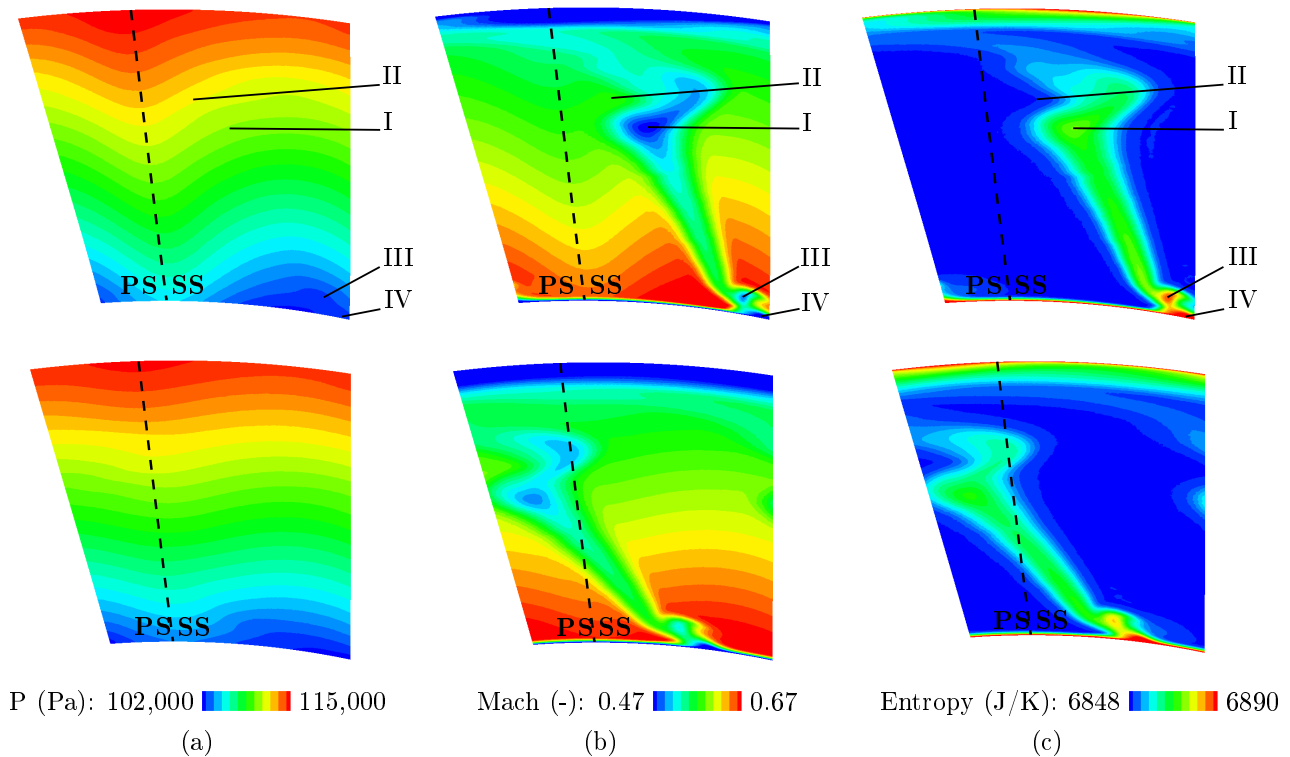 II
I
III
IV
PS SS
II
I
III
IV
PS SS
II
I
III
IV
PS SS
PS SS
PS SS
PS SS
P (Pa): 102,000 115,000
Mach (-): 0.47 0.67
Entropy (J/K): 6848 6890
(a)
(b)
(c)